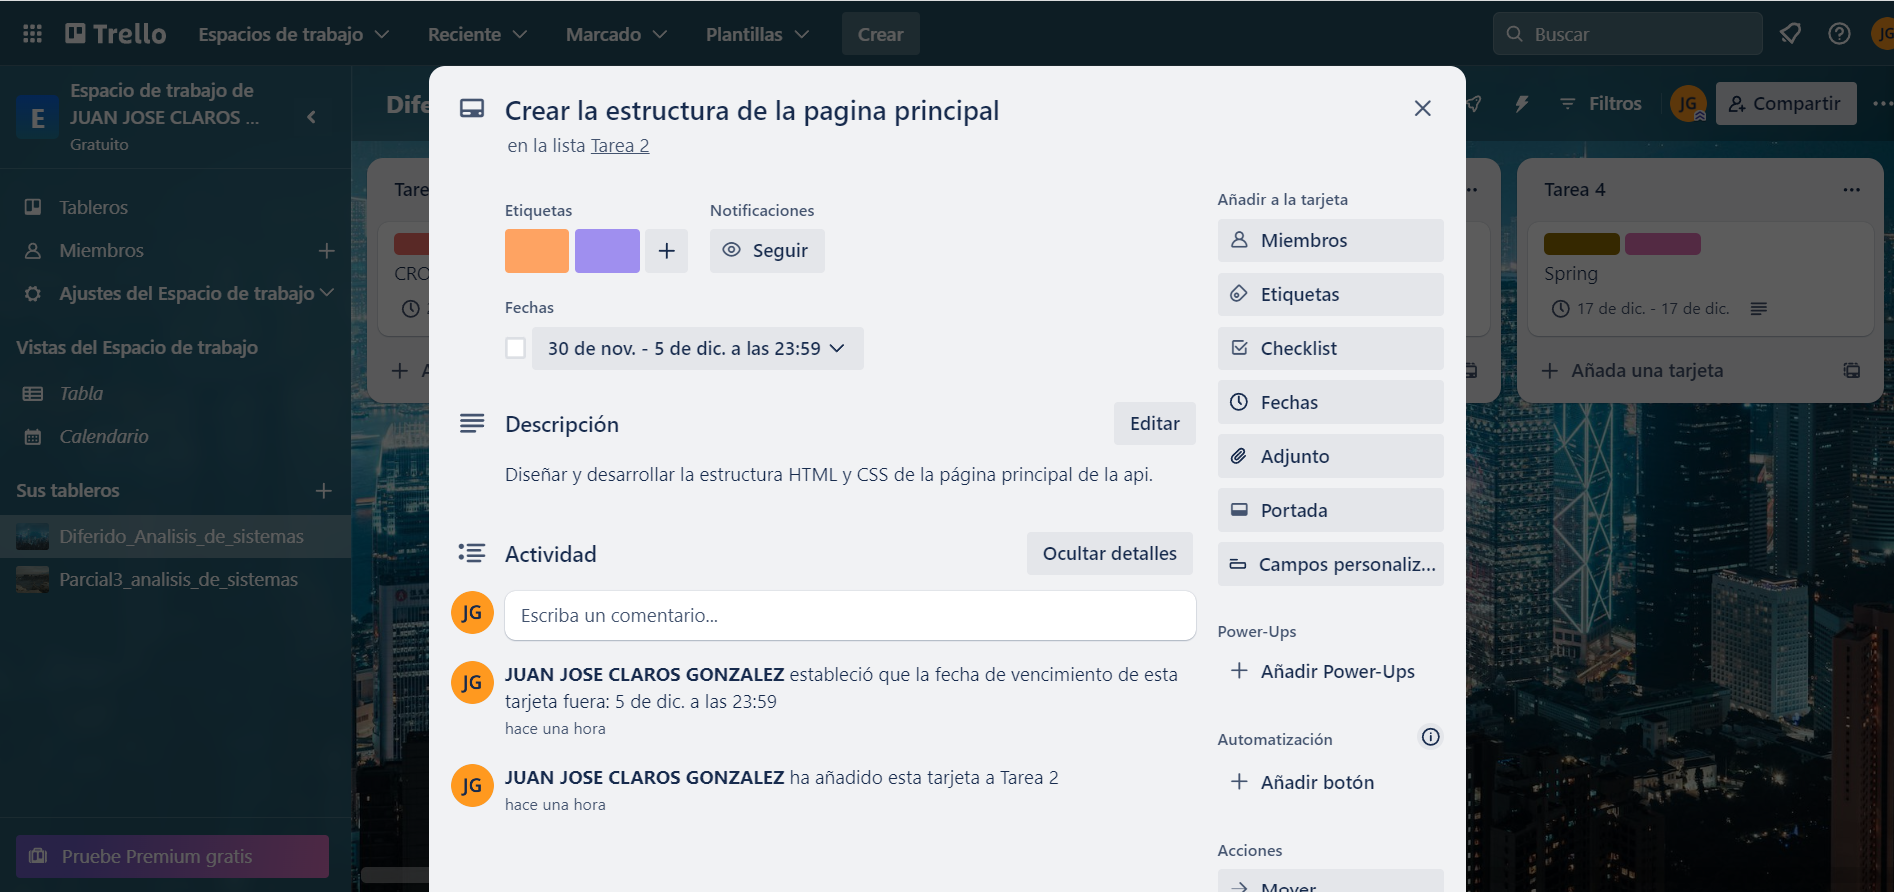 Trello
Espacios de trabajo
Reciente
Marcado
Plantillas
Crear
Buscar
JG
E
Espacio de trabajo de
JUAN JOSE CLAROS ...
Gratuito
Tableros
Miembros
Ajustes del Espacio de trabajo
Vistas del Espacio de trabajo
Tabla
Calendario
Sus tableros
Diferido_Analisis_de_sistemas
Parcial3_analisis_de_sistemas
Pruebe Premium gratis
Dife
Filtros
JG
Compartir
Tare
CRO
Crear la estructura de la pagina principal
en la lista Tarea 2
Etiquetas
Notificaciones
Seguir
Fechas
30 de nov. - 5 de dic. a las 23:59
Descripción
Editar
Diseñar y desarrollar la estructura HTML y CSS de la página principal de la api.
Actividad
Ocultar detalles
JG
Escriba un comentario...
JG
JUAN JOSE CLAROS GONZALEZ estableció que la fecha de vencimiento de esta
tarjeta fuera: 5 de dic. a las 23:59
hace una hora
JG
JUAN JOSE CLAROS GONZALEZ ha añadido esta tarjeta a Tarea 2
hace una hora
Añadir a la tarjeta
Miembros
Etiquetas
Checklist
Fechas
Adjunto
Portada
Campos personaliz...
Power-Ups
Añadir Power-Ups
Automatización
Añadir botón
Acciones
Mover
Tarea 4
Spring
17 de dic. - 17 de dic.
Añada una tarjeta